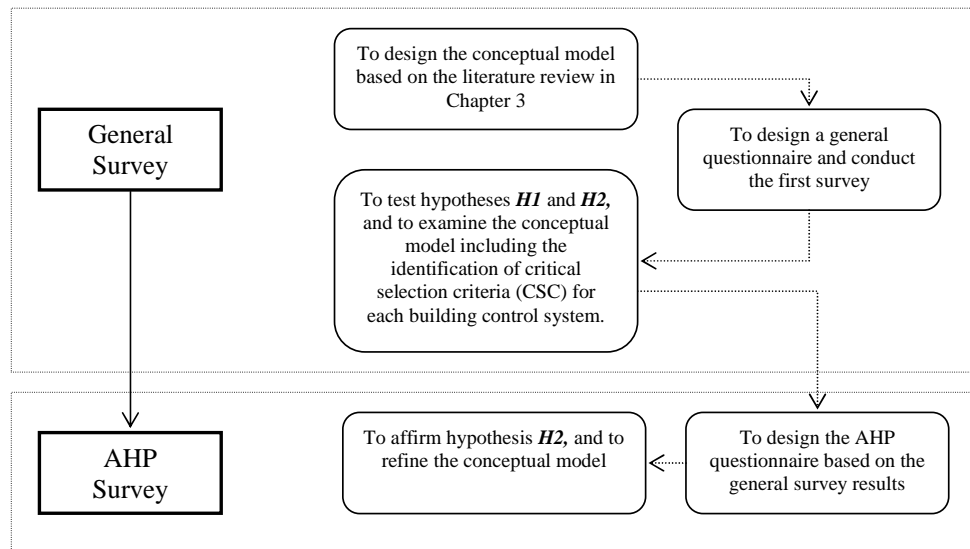 To design the conceptual model
based on the literature review in
Chapter 3
General
Survey
To design a general
questionnaire and conduct
the first survey
To test hypotheses H1 and H2,
and to examine the conceptual
model including the
identification of critical
selection criteria (CSC) for
each building control system.
AHP
Survey
To affirm hypothesis H2, and to
refine the conceptual model
To design the AHP
questionnaire based on the
general survey results